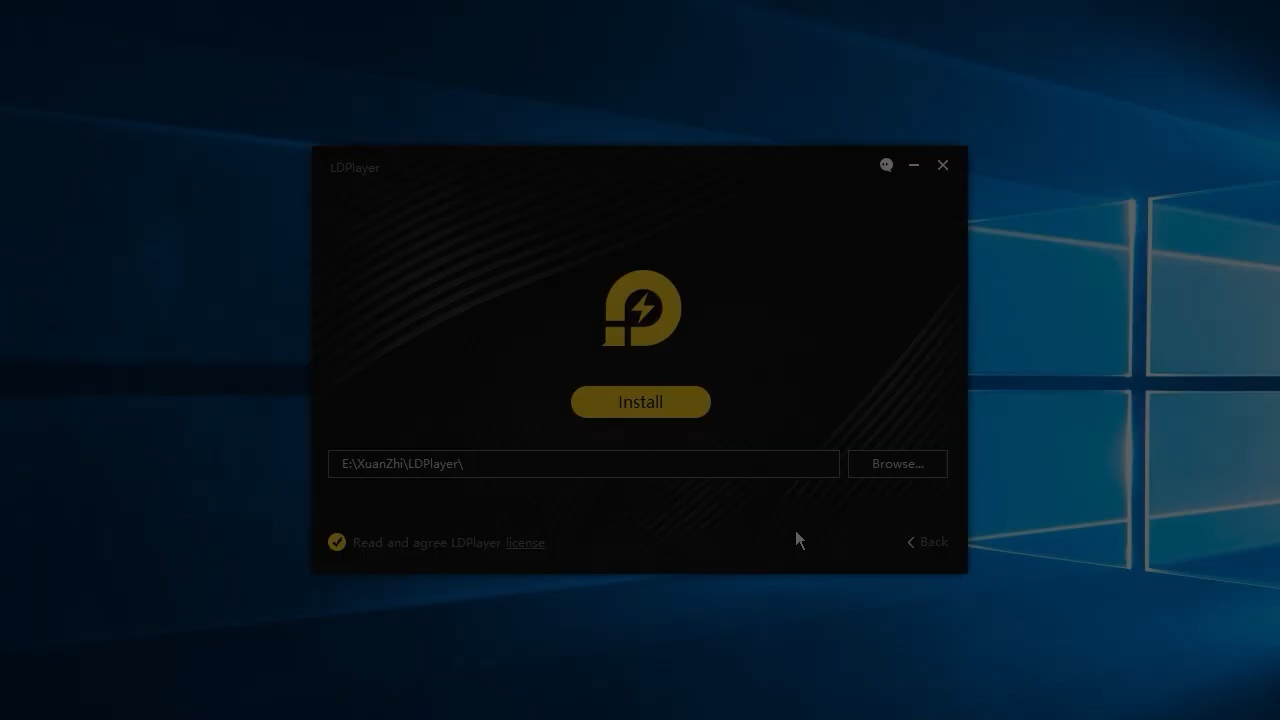 LDPlayer
Install
E:\XuanZhi\LDPlayer\
Browse...
Read and agree LDPlayer license
Back